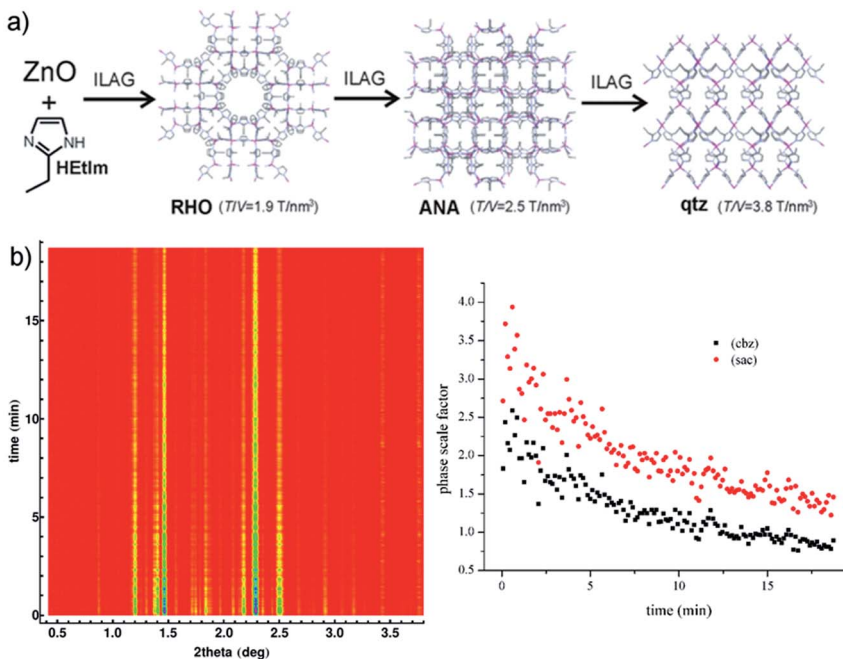 a)
ZnO
+
N
NH
HEtIm
ILAG
ILAG
ILAG
RHO (T/V=1.9 T/nm³)
ANA (T/V=2.5 T/nm³)
qtz (T/V=3.8 T/nm³)
b)
time (min)
15
10
5
0
0.5 1.0 1.5 2.0 2.5 3.0 3.5
2theta (deg)
phase scale factor
4.0
3.5
3.0
2.5
2.0
1.5
1.0
0.5
(cbz)
(sac)
0 5 10 15
time (min)